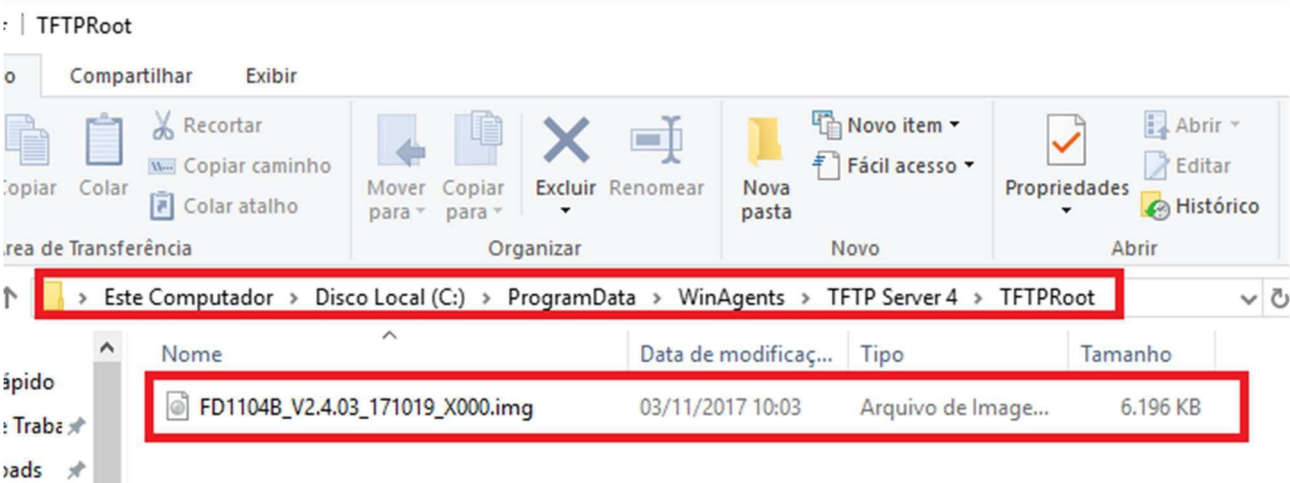 TFTPRoot
Compartilhar Exibir
Recortar
Copiar caminho
Colar atalho
Colar
Mover para
Copiar para
Excluir
Renomear
Nova pasta
Novo item
Fácil acesso
Propriedades
Abrir
Editar
Histórico
de Transferência Organizar Novo Abrir
Este Computador > Disco Local (C:) > ProgramData > WinAgents > TFTP Server 4 > TFTPRoot
Nome Data de modificaç... Tipo Tamanho
FD1104B_V2.4.03_171019_X000.img 03/11/2017 10:03 Arquivo de Image... 6.196 KB